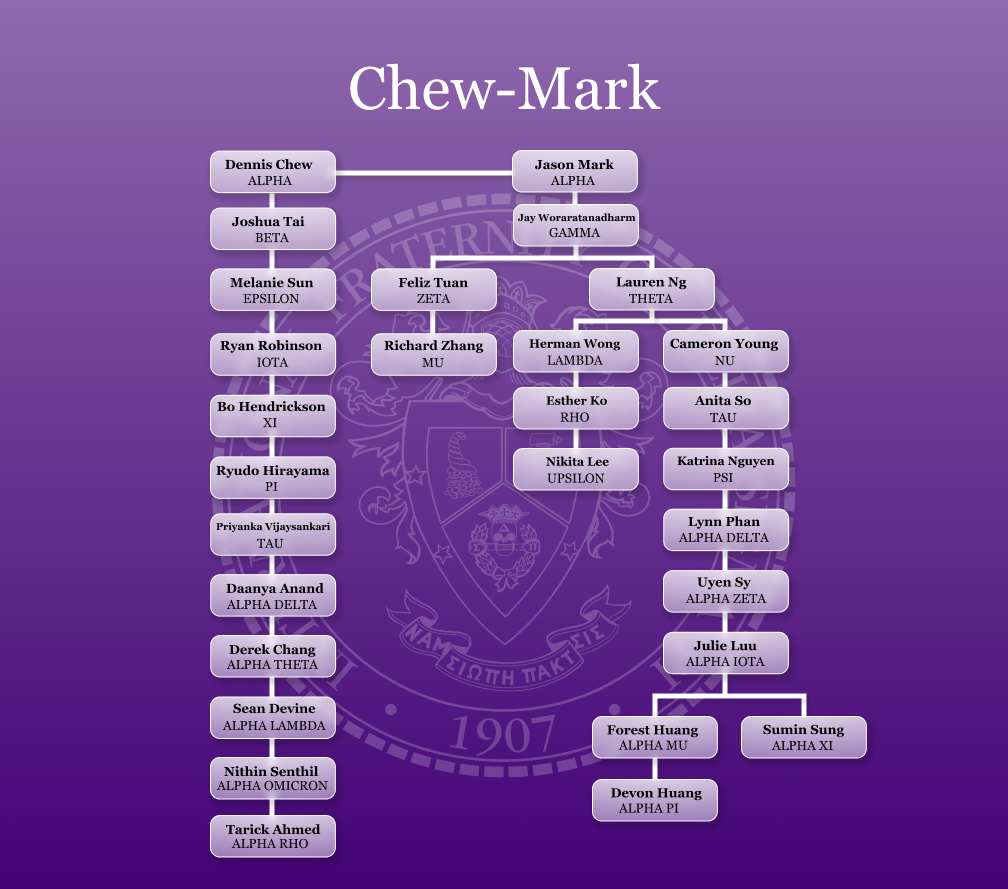 Chew-Mark
Dennis Chew
ALPHA
Jason Mark
ALPHA
Joshua Tai
BETA
Jay Woraratanadharm
GAMMA
Melanie Sun
EPSILON
Feliz Tuan
ZETA
Lauren Ng
THETA
Ryan Robinson
IOTA
Richard Zhang
MU
Herman Wong
LAMBDA
Cameron Young
NU
Bo Hendrickson
XI
Esther Ko
RHO
Anita So
TAU
Ryudo Hirayama
PI
Nikita Lee
UPSILON
Katrina Nguyen
PSI
Priyanka Vijaysankari
TAU
Lynn Phan
ALPHA DELTA
Daanya Anand
ALPHA DELTA
Uyen Sy
ALPHA ZETA
Derek Chang
ALPHA THETA
Julie Luu
ALPHA IOTA
Sean Devine
ALPHA LAMBDA
Forest Huang
ALPHA MU
Sumin Sung
ALPHA XI
Nithin Senthil
ALPHA OMICRON
Devon Huang
ALPHA PI
Tarick Ahmed
ALPHA RHO
FRATERNITY
ΣΙΩΠΗ ΠΑΚΤΣΙΣ
1907